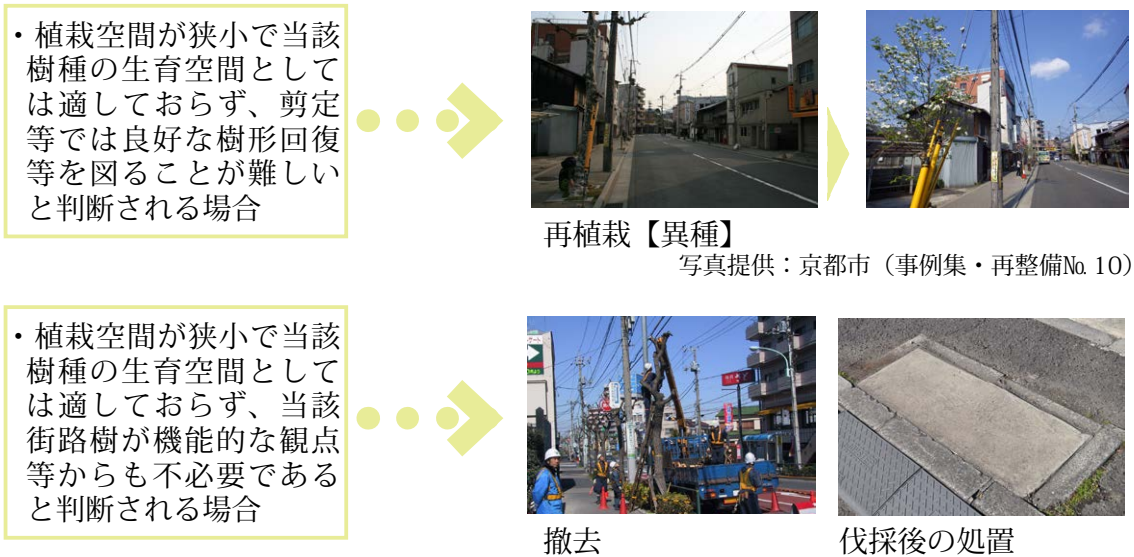 ・植栽空間が狭小で当該
樹種の生育空間として
は適しておらず、剪定
等では良好な樹形回復
等を図ることが難しい
と判断される場合
再植栽【異種】
写真提供：京都市（事例集・再整備№10）
・植栽空間が狭小で当該
樹種の生育空間として
は適しておらず、当該
街路樹が機能的な観点
等からも不必要である
と判断される場合
撤去
伐採後の処置